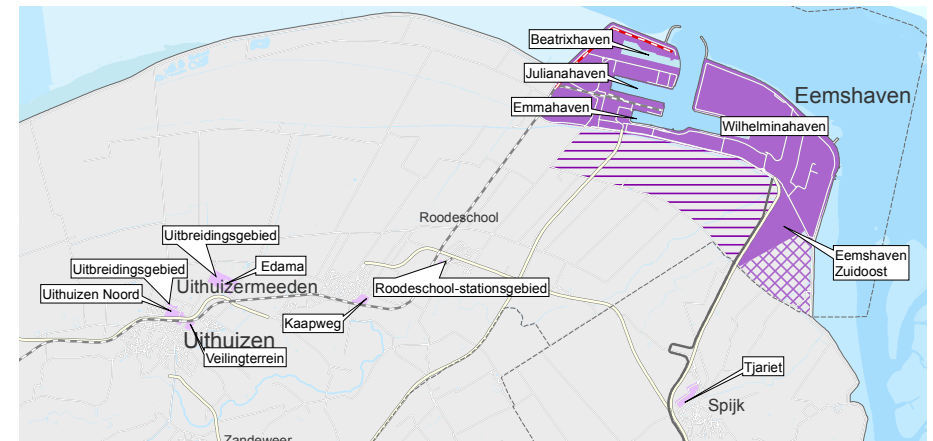 Beatrixhaven
Julianahaven
Eemshaven
Emmahaven
Wilhelminahaven
Roodeschool
Uitbreidingsgebied
Eemshaven
Zuidoost
Uitbreidingsgebied
Edama
Uithuizermeeden
Roodeschool-stationsgebied
Uithuizen Noord
Kaapweg
Uithuizen
Veilingterrein
Tjariet
Spijk
Zandeweer